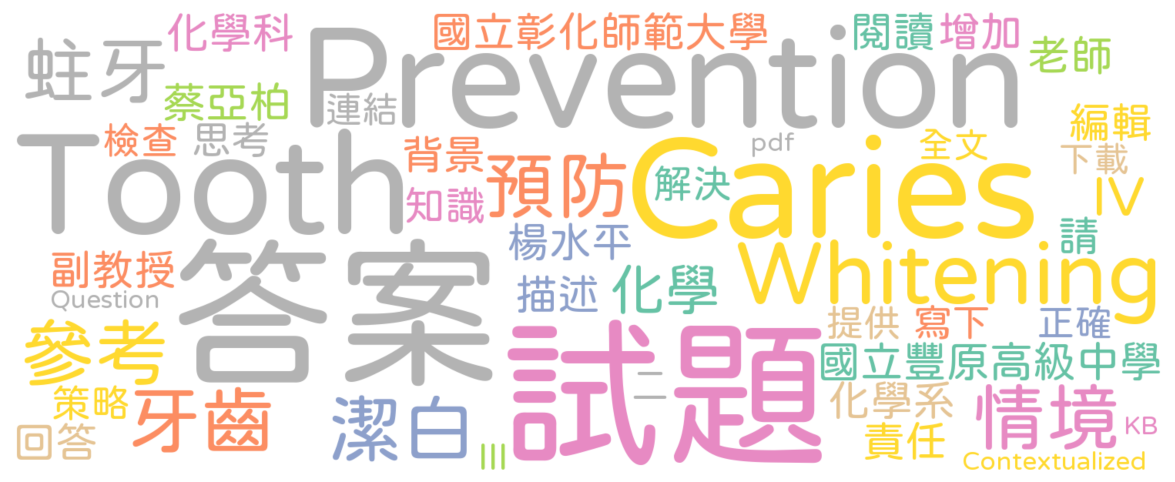 化學科
國立彰化師範大學
閱讀
增加
老師
蛀牙
Prevention
蔡亞柏
連結
編輯
檢查
思考
背景
pdf
全文
下載
Tooth
預防
Caries
解決
知識
IV
請
楊水平
副教授
Question
答案
描述
化學
Whitening
提供
寫下
正確
參考
試題
國立豐原高級中學
二
策略
牙齒
潔白
化學系
情境
KB
回答
III
責任
Contextualized